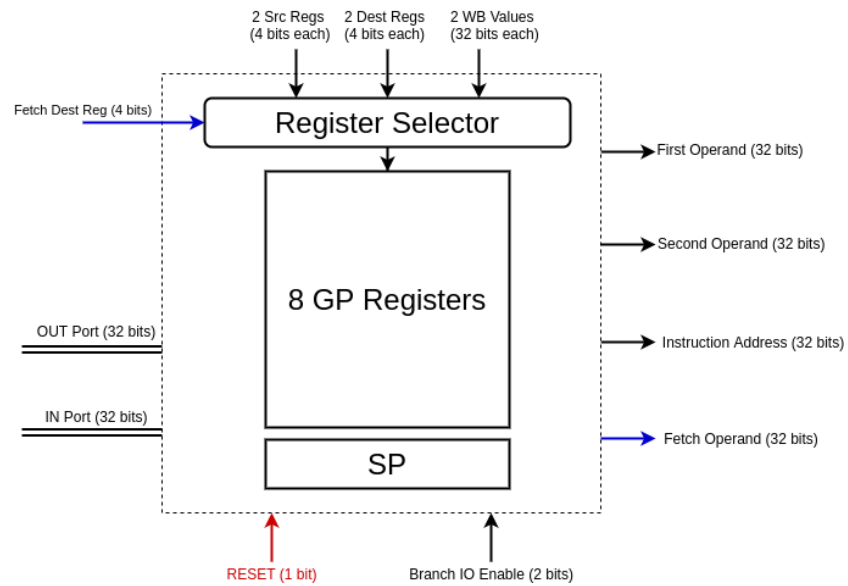 2 Src Regs
(4 bits each)
2 Dest Regs
(4 bits each)
2 WB Values
(32 bits each)
Fetch Dest Reg (4 bits)
Register Selector
First Operand (32 bits)
Second Operand (32 bits)
8 GP Registers
OUT Port (32 bits)
Instruction Address (32 bits)
IN Port (32 bits)
Fetch Operand (32 bits)
SP
RESET (1 bit)
Branch IO Enable (2 bits)